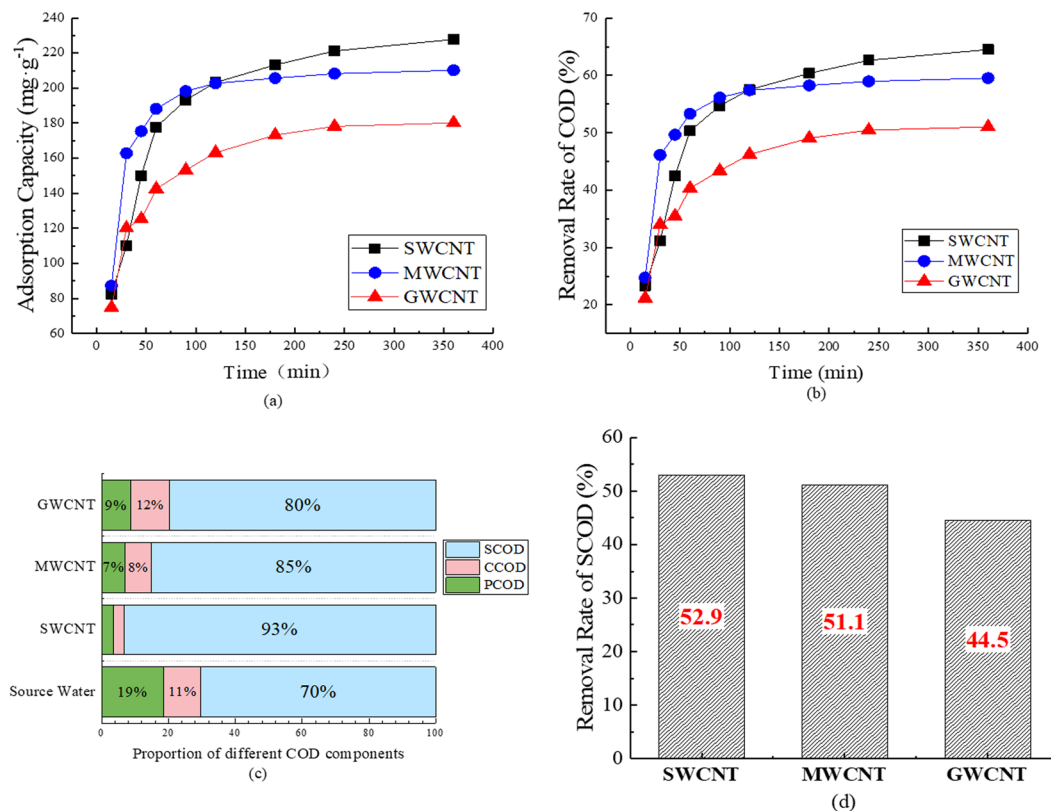 240
220
200
180
160
140
120
100
80
60
Adsorption Capacity (mg·g⁻¹)
SWCNT
MWCNT
GWCNT
0 50 100 150 200 250 300 350 400
Time（min）
(a)
70
60
50
40
30
20
Removal Rate of COD (%)
SWCNT
MWCNT
GWCNT
0 50 100 150 200 250 300 350 400
Time (min)
(b)
GWCNT 9% 12% 80%
MWCNT 7% 8% 85%
SWCNT 93%
Source Water 19% 11% 70%
SCOD
CCOD
PCOD
0 20 40 60 80 100
Proportion of different COD components
(c)
60
50
40
30
20
10
0
Removal Rate of SCOD (%)
52.9 51.1 44.5
SWCNT MWCNT GWCNT
(d)